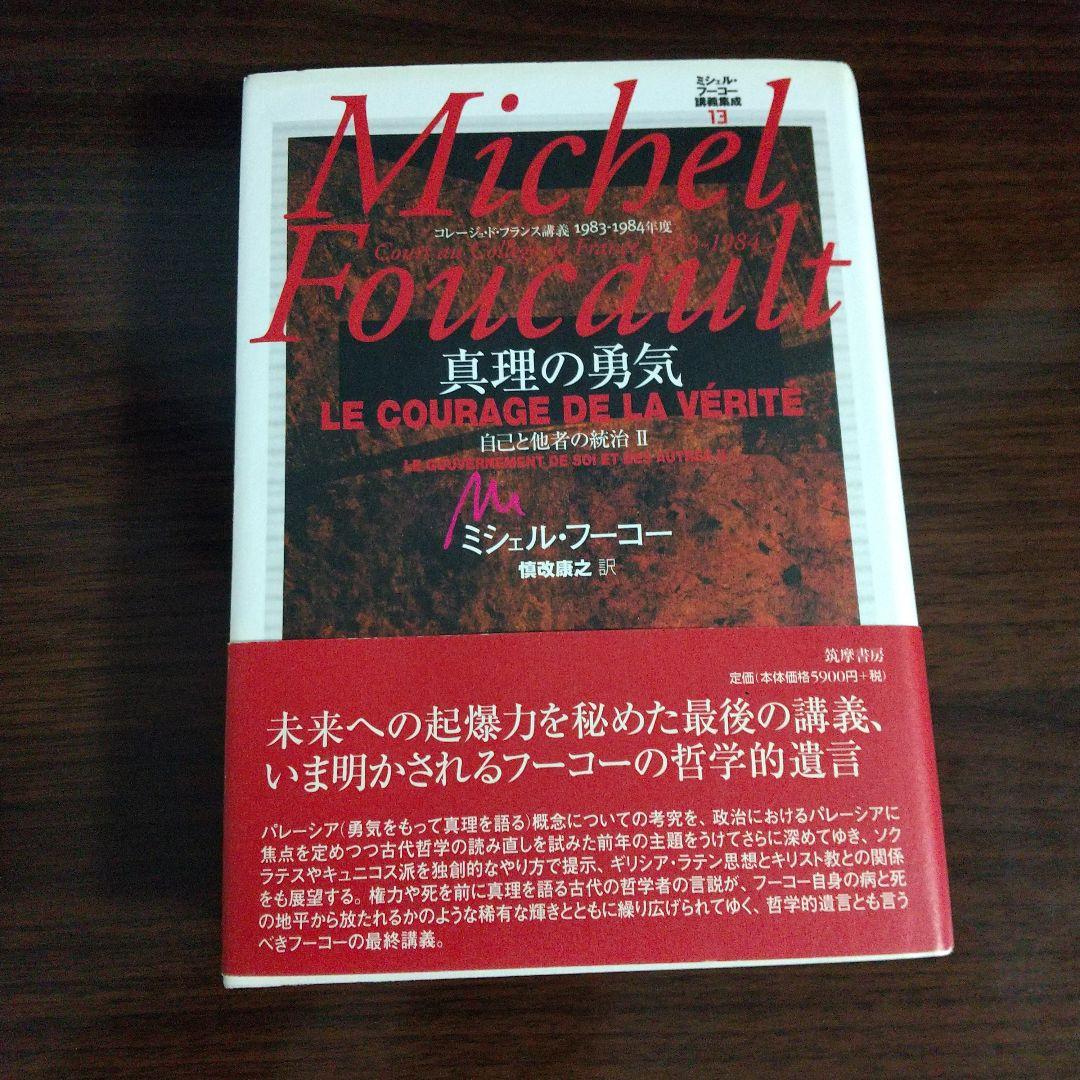 ミシェル・
フーコー
講義集成
13
Michel
コレージュ・ド・フランス講義 1983-1984年度
Cours au Collège de France 1983-1984
Foucault
真理の勇気
LE COURAGE DE LA VÉRITÉ
自己と他者の統治 II
LE GOUVERNEMENT DE SOI ET DES AUTRES II
ミシェル・フーコー
慎改康之 訳
筑摩書房
定価(本体価格5900円+税)
未来への起爆力を秘めた最後の講義、
いま明かされるフーコーの哲学的遺言
パレーシア(勇気をもって真理を語る)概念についての考究を、政治におけるパレーシアに
焦点を定めつつ古代哲学の読み直しを試みた前年の主題をうけてさらに深めてゆき、ソク
ラテスやキュニコス派を独創的なやり方で提示、ギリシア・ラテン思想とキリスト教との関係
をも展望する。権力や死を前に真理を語る古代の哲学者の言説が、フーコー自身の病と死
の地平から放たれるかのような稀有な輝きとともに繰り広げられてゆく、哲学的遺言とも言う
べきフーコーの最終講義。